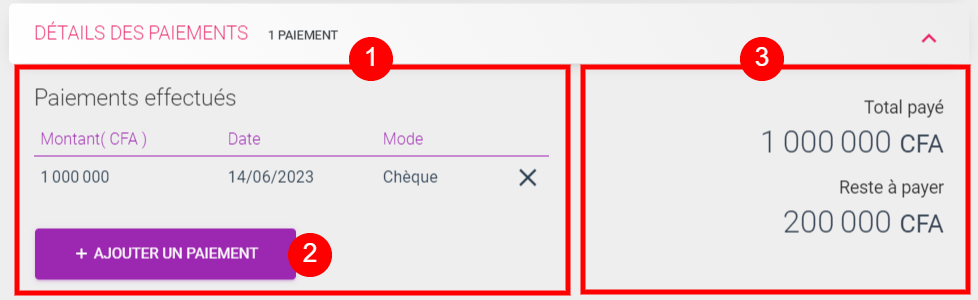 DÉTAILS DES PAIEMENTS 1 PAIEMENT
1
3
Paiements effectués
Montant( CFA ) Date Mode
1 000 000 14/06/2023 Chèque
+ AJOUTER UN PAIEMENT
2
Total payé
1 000 000 CFA
Reste à payer
200 000 CFA